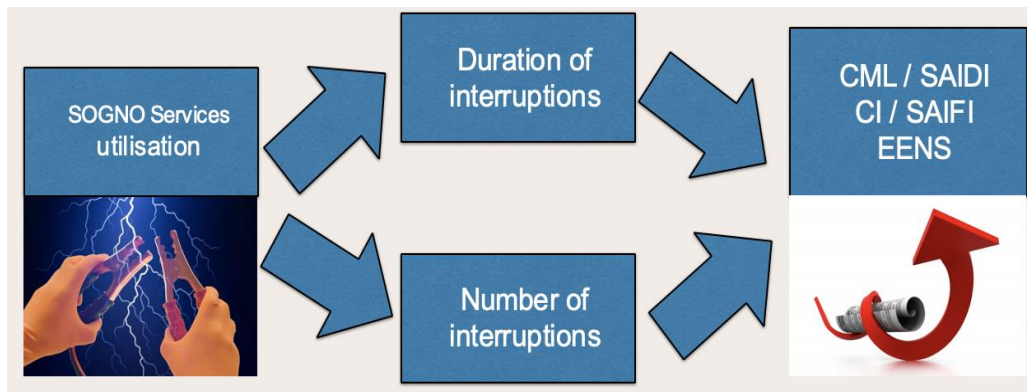 SOGNO Services
utilisation
Duration of
interruptions
Number of
interruptions
CML / SAIDI
CI / SAIFI
EENS